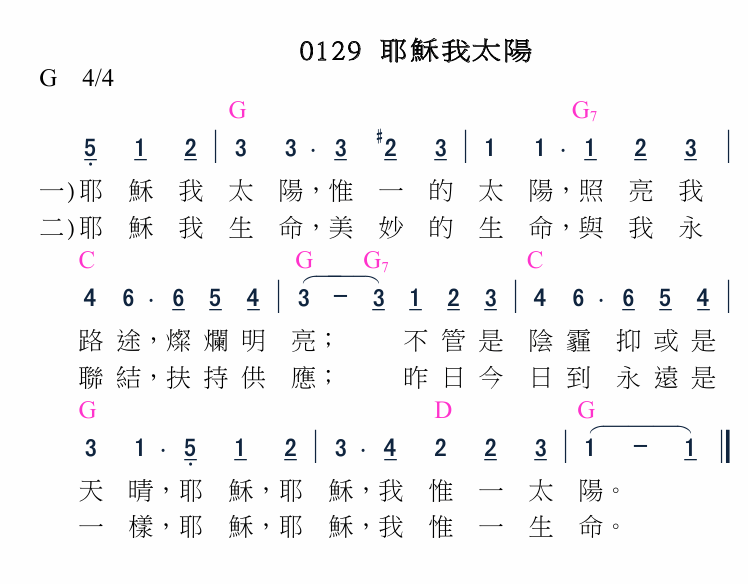 0129 耶穌我太陽
G 4/4
G G7
5 1 2 | 3 3 · 3 #2 3 | 1 1 · 1 2 3 |
一)耶穌我太陽，惟一的太陽，照亮我
二)耶穌我生命，美妙的生命，與我永
C G G7 C
4 6 · 6 5 4 | 3 － 3 1 2 3 | 4 6 · 6 5 4 |
路途，燦爛明亮； 不管是陰霾抑或是
聯結，扶持供應； 昨日今日到永遠是
G D G
3 1 · 5 1 2 | 3 · 4 2 2 3 | 1 － 1 ||
天晴，耶穌，耶穌，我惟一太陽。
一樣，耶穌，耶穌，我惟一生命。